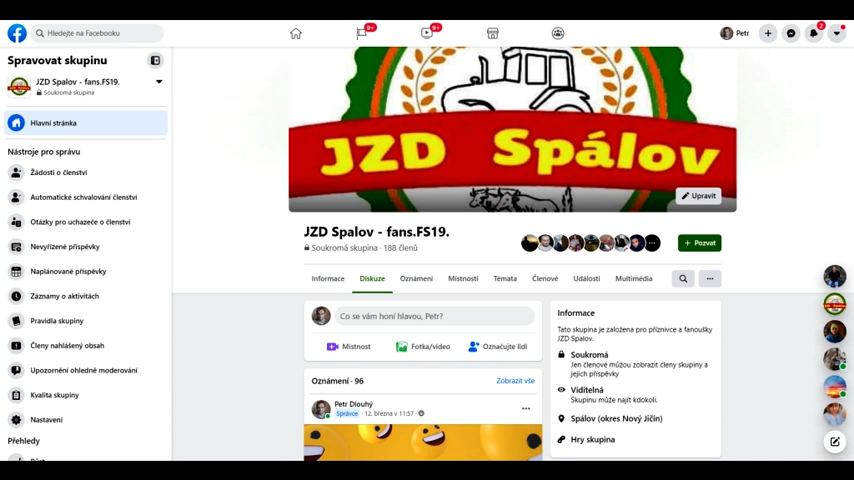 Hledejte na Facebooku
9+
9+
Petr
2
Spravovat skupinu
JZD Spalov - fans.FS19.
Soukromá skupina
Hlavní stránka
Nástroje pro správu
Žádosti o členství
Automatické schvalování členství
Otázky pro uchazeče o členství
Nevyřízené příspěvky
Naplánované příspěvky
Záznamy o aktivitách
Pravidla skupiny
Členy nahlášený obsah
Upozornění ohledně moderování
Kvalita skupiny
Nastavení
Přehledy
JZD Spálov
Upravit
JZD Spalov - fans.FS19.
Soukromá skupina · 188 členů
+ Pozvat
Informace
Diskuze
Oznámení
Místnosti
Témata
Členové
Události
Multimédia
Co se vám honí hlavou, Petr?
Místnost
Fotka/video
Označujte lidi
Oznámení · 96
Zobrazit vše
Petr Dlouhý
Správce · 12. března v 11:57 ·
Informace
Tato skupina je založena pro příznivce a fanoušky
JZD Spalov.
Soukromá
Jen členové můžou zobrazit členy skupiny a
jejich příspěvky
Viditelná
Skupinu může najít kdokoli.
Spálov (okres Nový Jičín)
Hry skupina